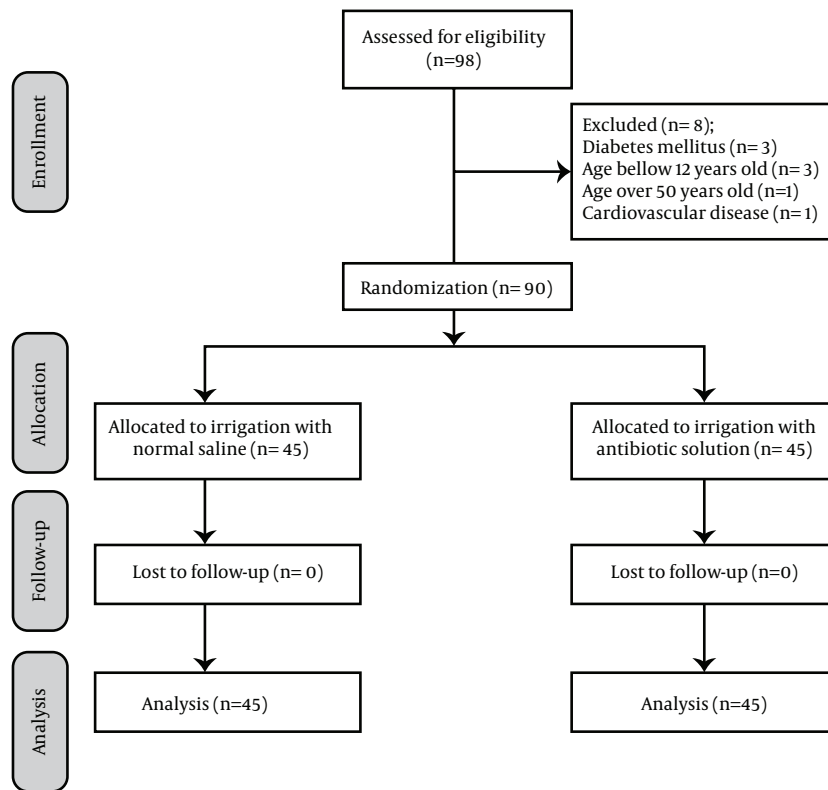 Assessed for eligibility
(n=98)
Enrollment
Excluded (n= 8);
Diabetes mellitus (n= 3)
Age bellow 12 years old (n= 3)
Age over 50 years old (n=1)
Cardiovascular disease (n= 1)
Randomization (n= 90)
Allocation
Allocated to irrigation with
normal saline (n= 45)
Allocated to irrigation with
antibiotic solution (n= 45)
Follow-up
Lost to follow-up (n= 0)
Lost to follow-up (n=0)
Analysis
Analysis (n=45)
Analysis (n=45)